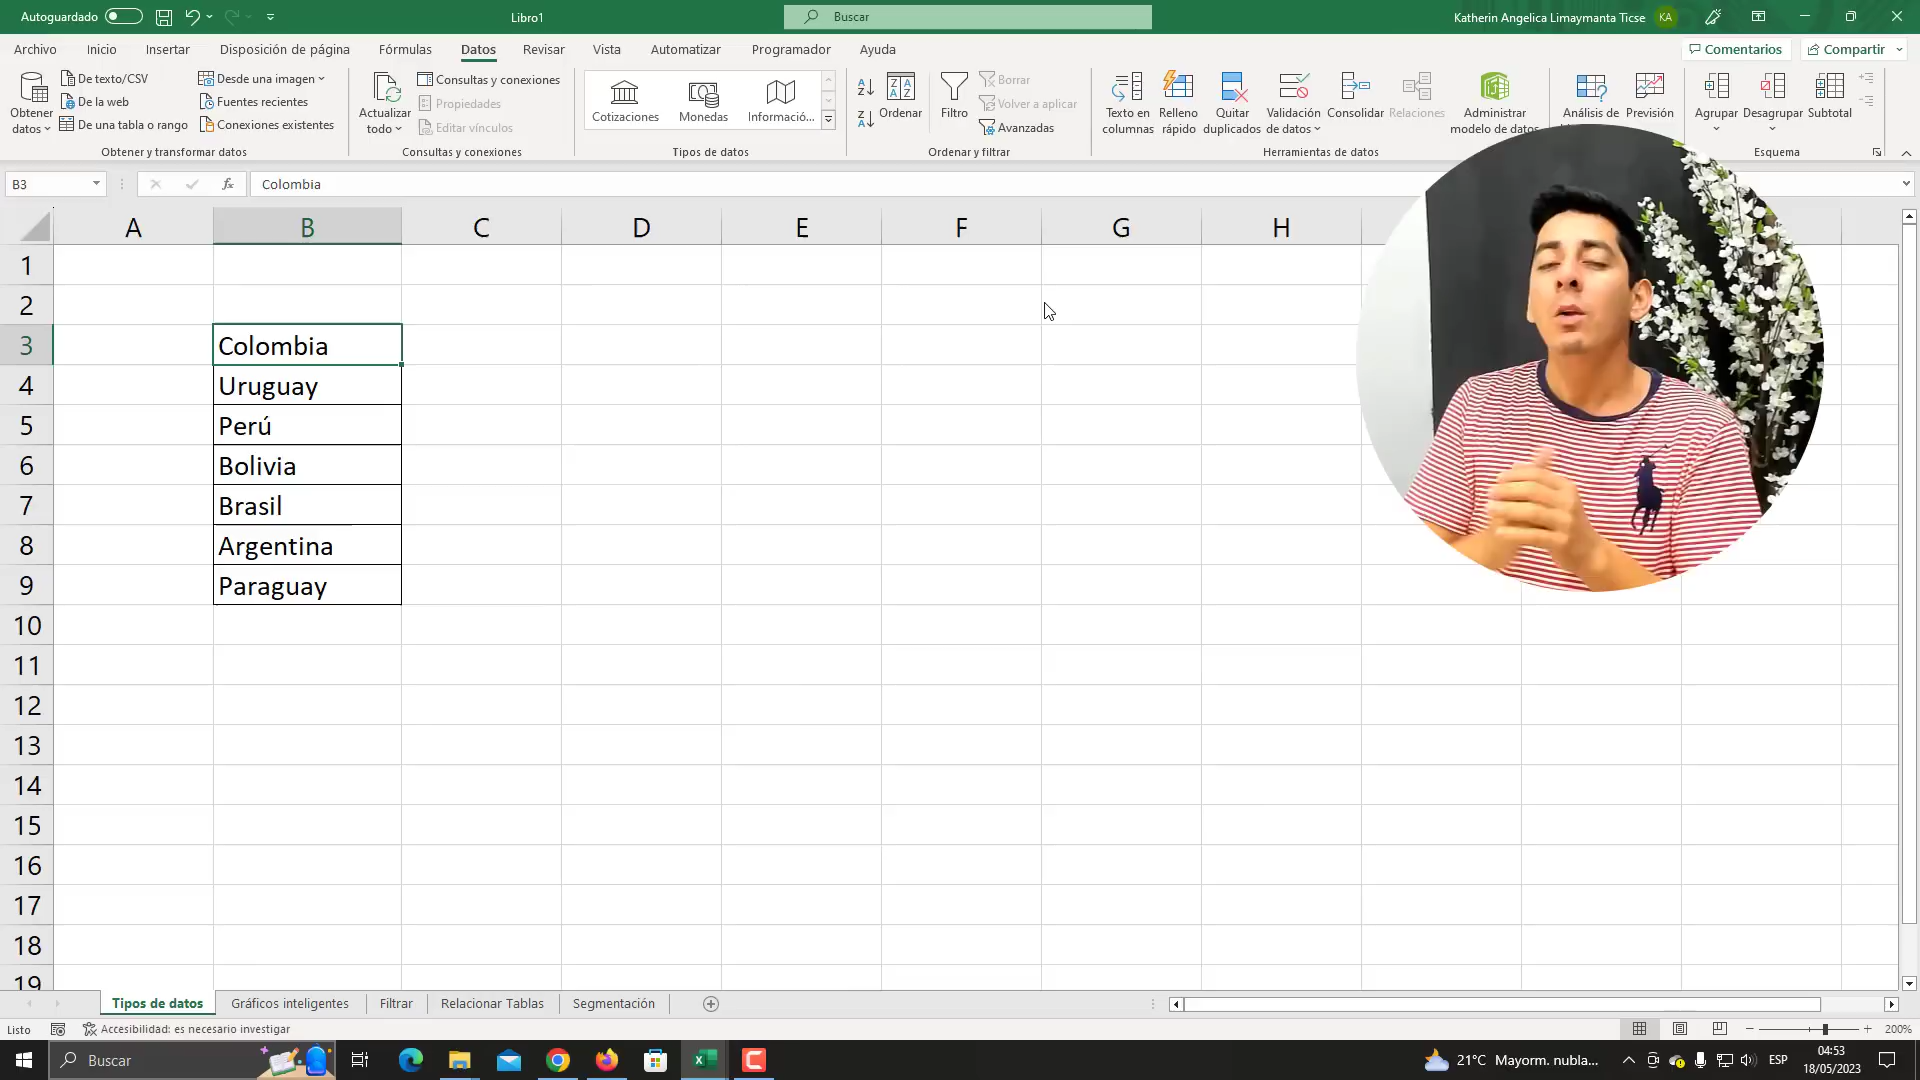 Autoguardado
Libro1
Buscar
Katherin Angelica Limaymanta Ticse
KA
Archivo
Inicio
Insertar
Disposición de página
Fórmulas
Datos
Revisar
Vista
Automatizar
Programador
Ayuda
Comentarios
Compartir
Obtener
datos
De texto/CSV
De la web
De una tabla o rango
Desde una imagen
Fuentes recientes
Conexiones existentes
Obtener y transformar datos
Actualizar
todo
Consultas y conexiones
Propiedades
Editar vínculos
Consultas y conexiones
Cotizaciones
Monedas
Informació...
Tipos de datos
Ordenar
Filtro
Borrar
Volver a aplicar
Avanzadas
Ordenar y filtrar
Texto en
columnas
Relleno
rápido
Quitar
duplicados
Validación
de datos
Consolidar
Relaciones
Administrar
modelo de datos
Herramientas de datos
Análisis de
Previsión
Agrupar
Desagrupar
Subtotal
Esquema
B3
fx
Colombia
A B C D E F G H
1
2
3 Colombia
4 Uruguay
5 Perú
6 Bolivia
7 Brasil
8 Argentina
9 Paraguay
10
11
12
13
14
15
16
17
18
19
Tipos de datos
Gráficos inteligentes
Filtrar
Relacionar Tablas
Segmentación
Listo
Accesibilidad: es necesario investigar
200%
Buscar
21°C Mayorm. nubla...
ESP
04:53
18/05/2023